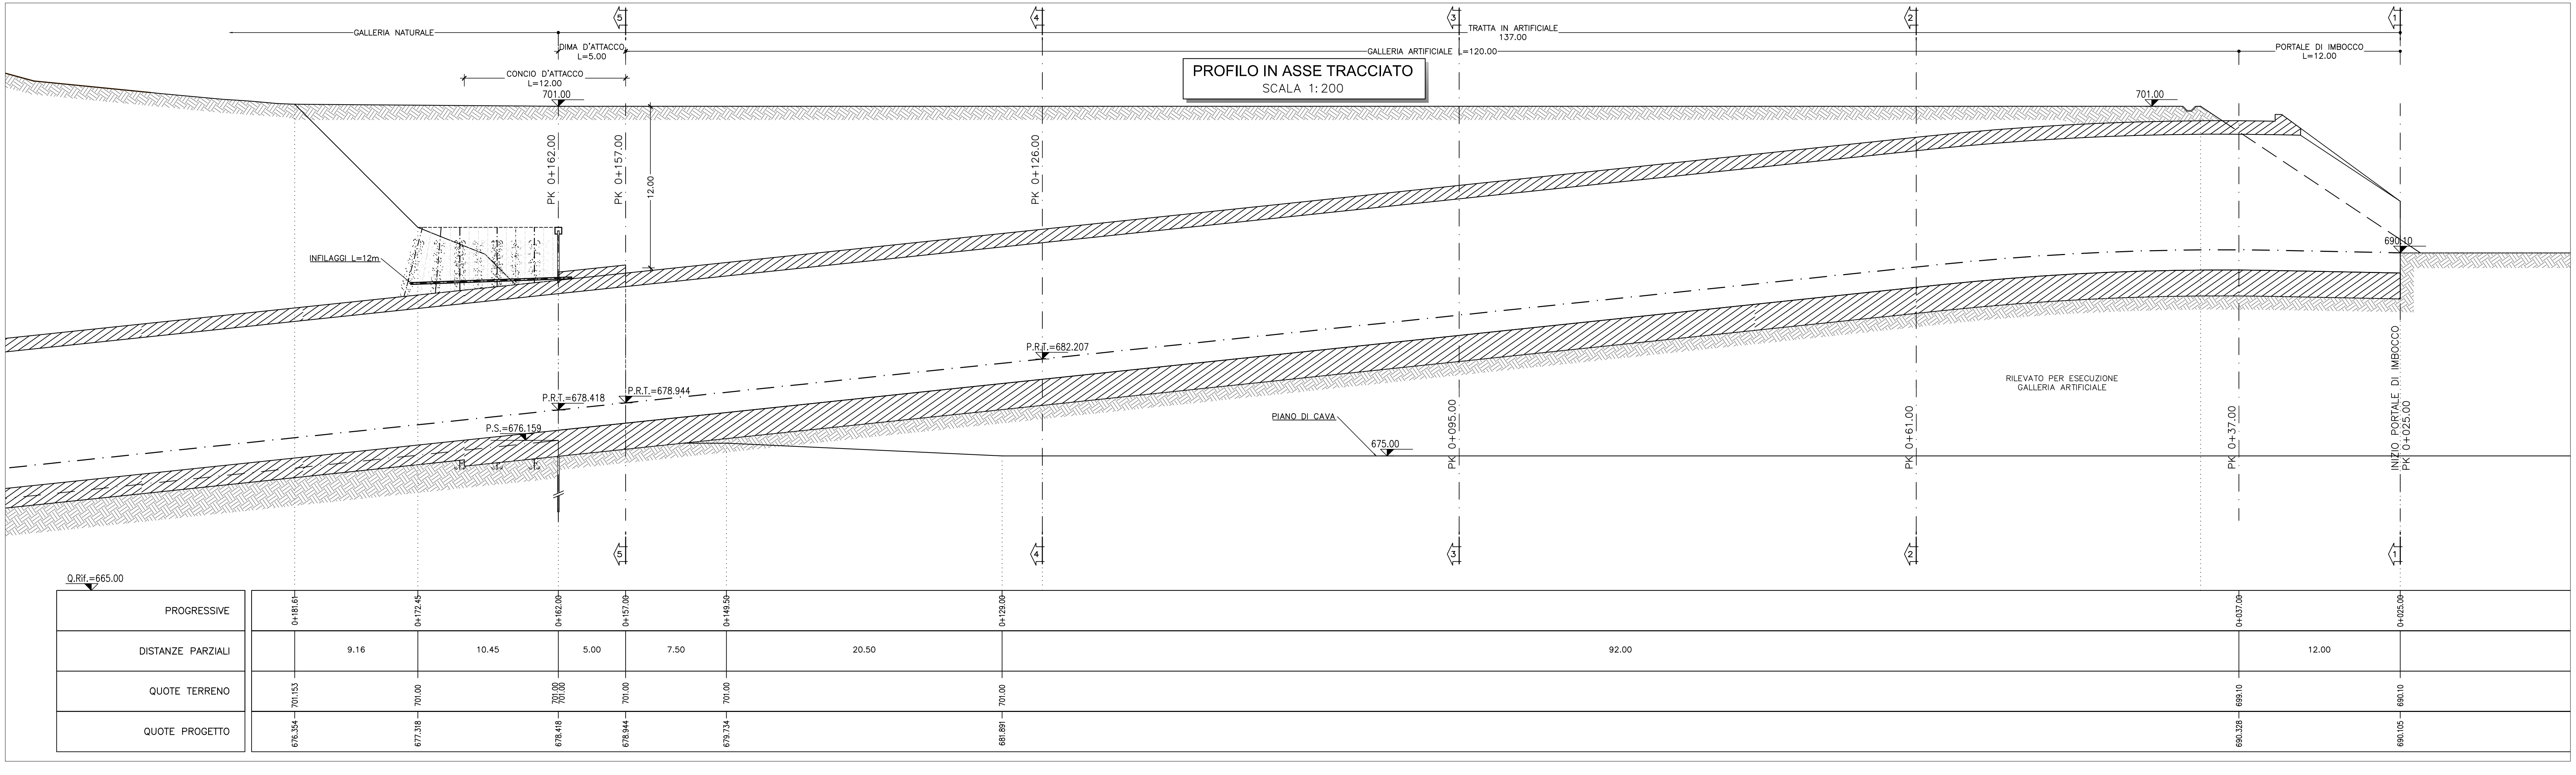 5
4
3
2
1
GALLERIA NATURALE
TRATTA IN ARTIFICIALE
137.00
DIMA D'ATTACCO
L=5.00
GALLERIA ARTIFICIALE L=120.00
PORTALE DI IMBOCCO
L=12.00
CONCIO D'ATTACCO
L=12.00
PROFILO IN ASSE TRACCIATO
SCALA 1:200
701.00
701.00
PK 0+162.00
PK 0+157.00
12.00
PK 0+126.00
INFILAGGI L=12m
690.10
P.R.T.=682.207
P.R.T.=678.944
P.R.T.=678.418
P.S.=676.159
RILEVATO PER ESECUZIONE
GALLERIA ARTIFICIALE
PIANO DI CAVA
675.00
PK 0+095.00
PK 0+61.00
PK 0+37.00
INIZIO PORTALE DI IMBOCCO
PK 0+025.00
5
4
3
2
1
Q.Rif.=665.00
PROGRESSIVE
0+181.61
0+172.45
0+162.00
0+157.00
0+149.50
0+129.00
0+037.00
0+025.00
DISTANZE PARZIALI
9.16
10.45
5.00
7.50
20.50
92.00
12.00
QUOTE TERRENO
701.153
701.00
701.00
701.00
701.00
701.00
701.00
699.10
690.10
QUOTE PROGETTO
676.354
677.318
678.418
678.944
679.734
681.891
690.328
690.105